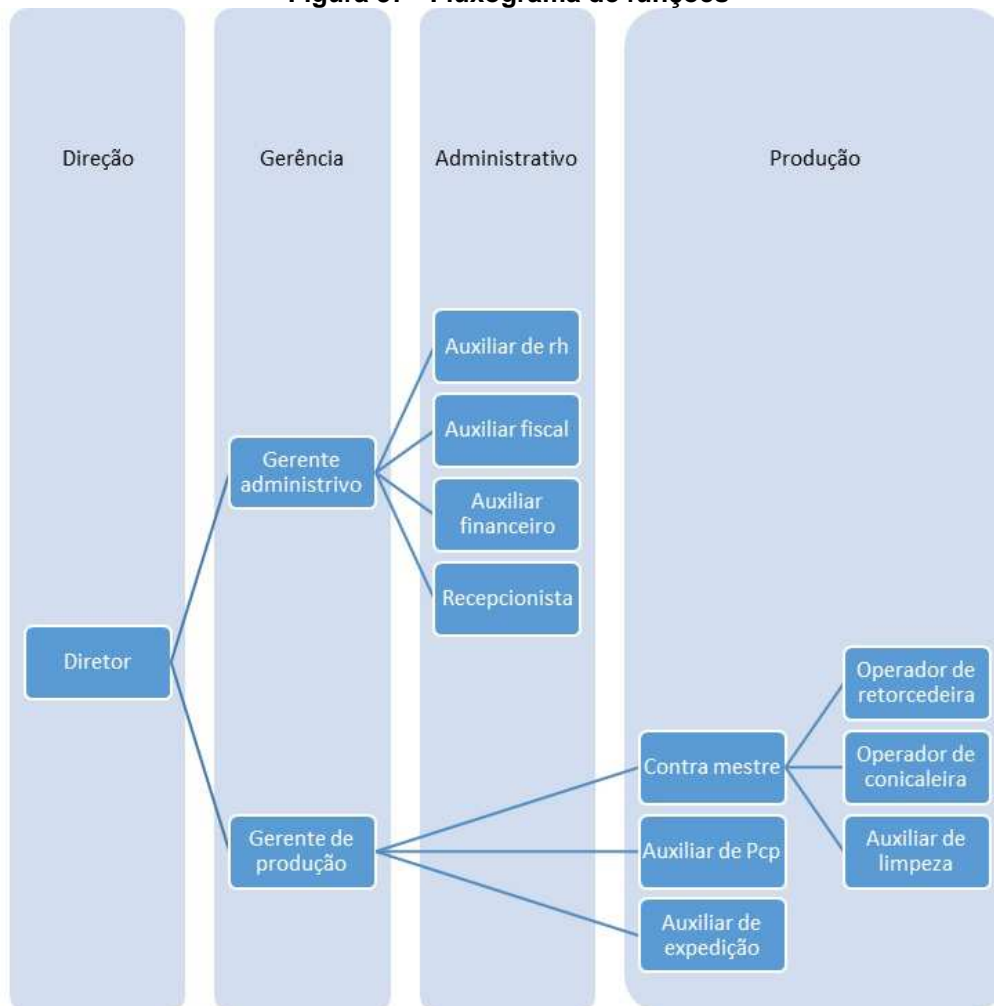 Direção
Gerência
Administrativo
Produção
Auxiliar de rh
Auxiliar fiscal
Gerente
administrivo
Auxiliar
financeiro
Recepcionista
Diretor
Operador de
retorcedeira
Contra mestre
Operador de
conicaleira
Gerente de
produção
Auxiliar de Pcp
Auxiliar de
limpeza
Auxiliar de
expedição